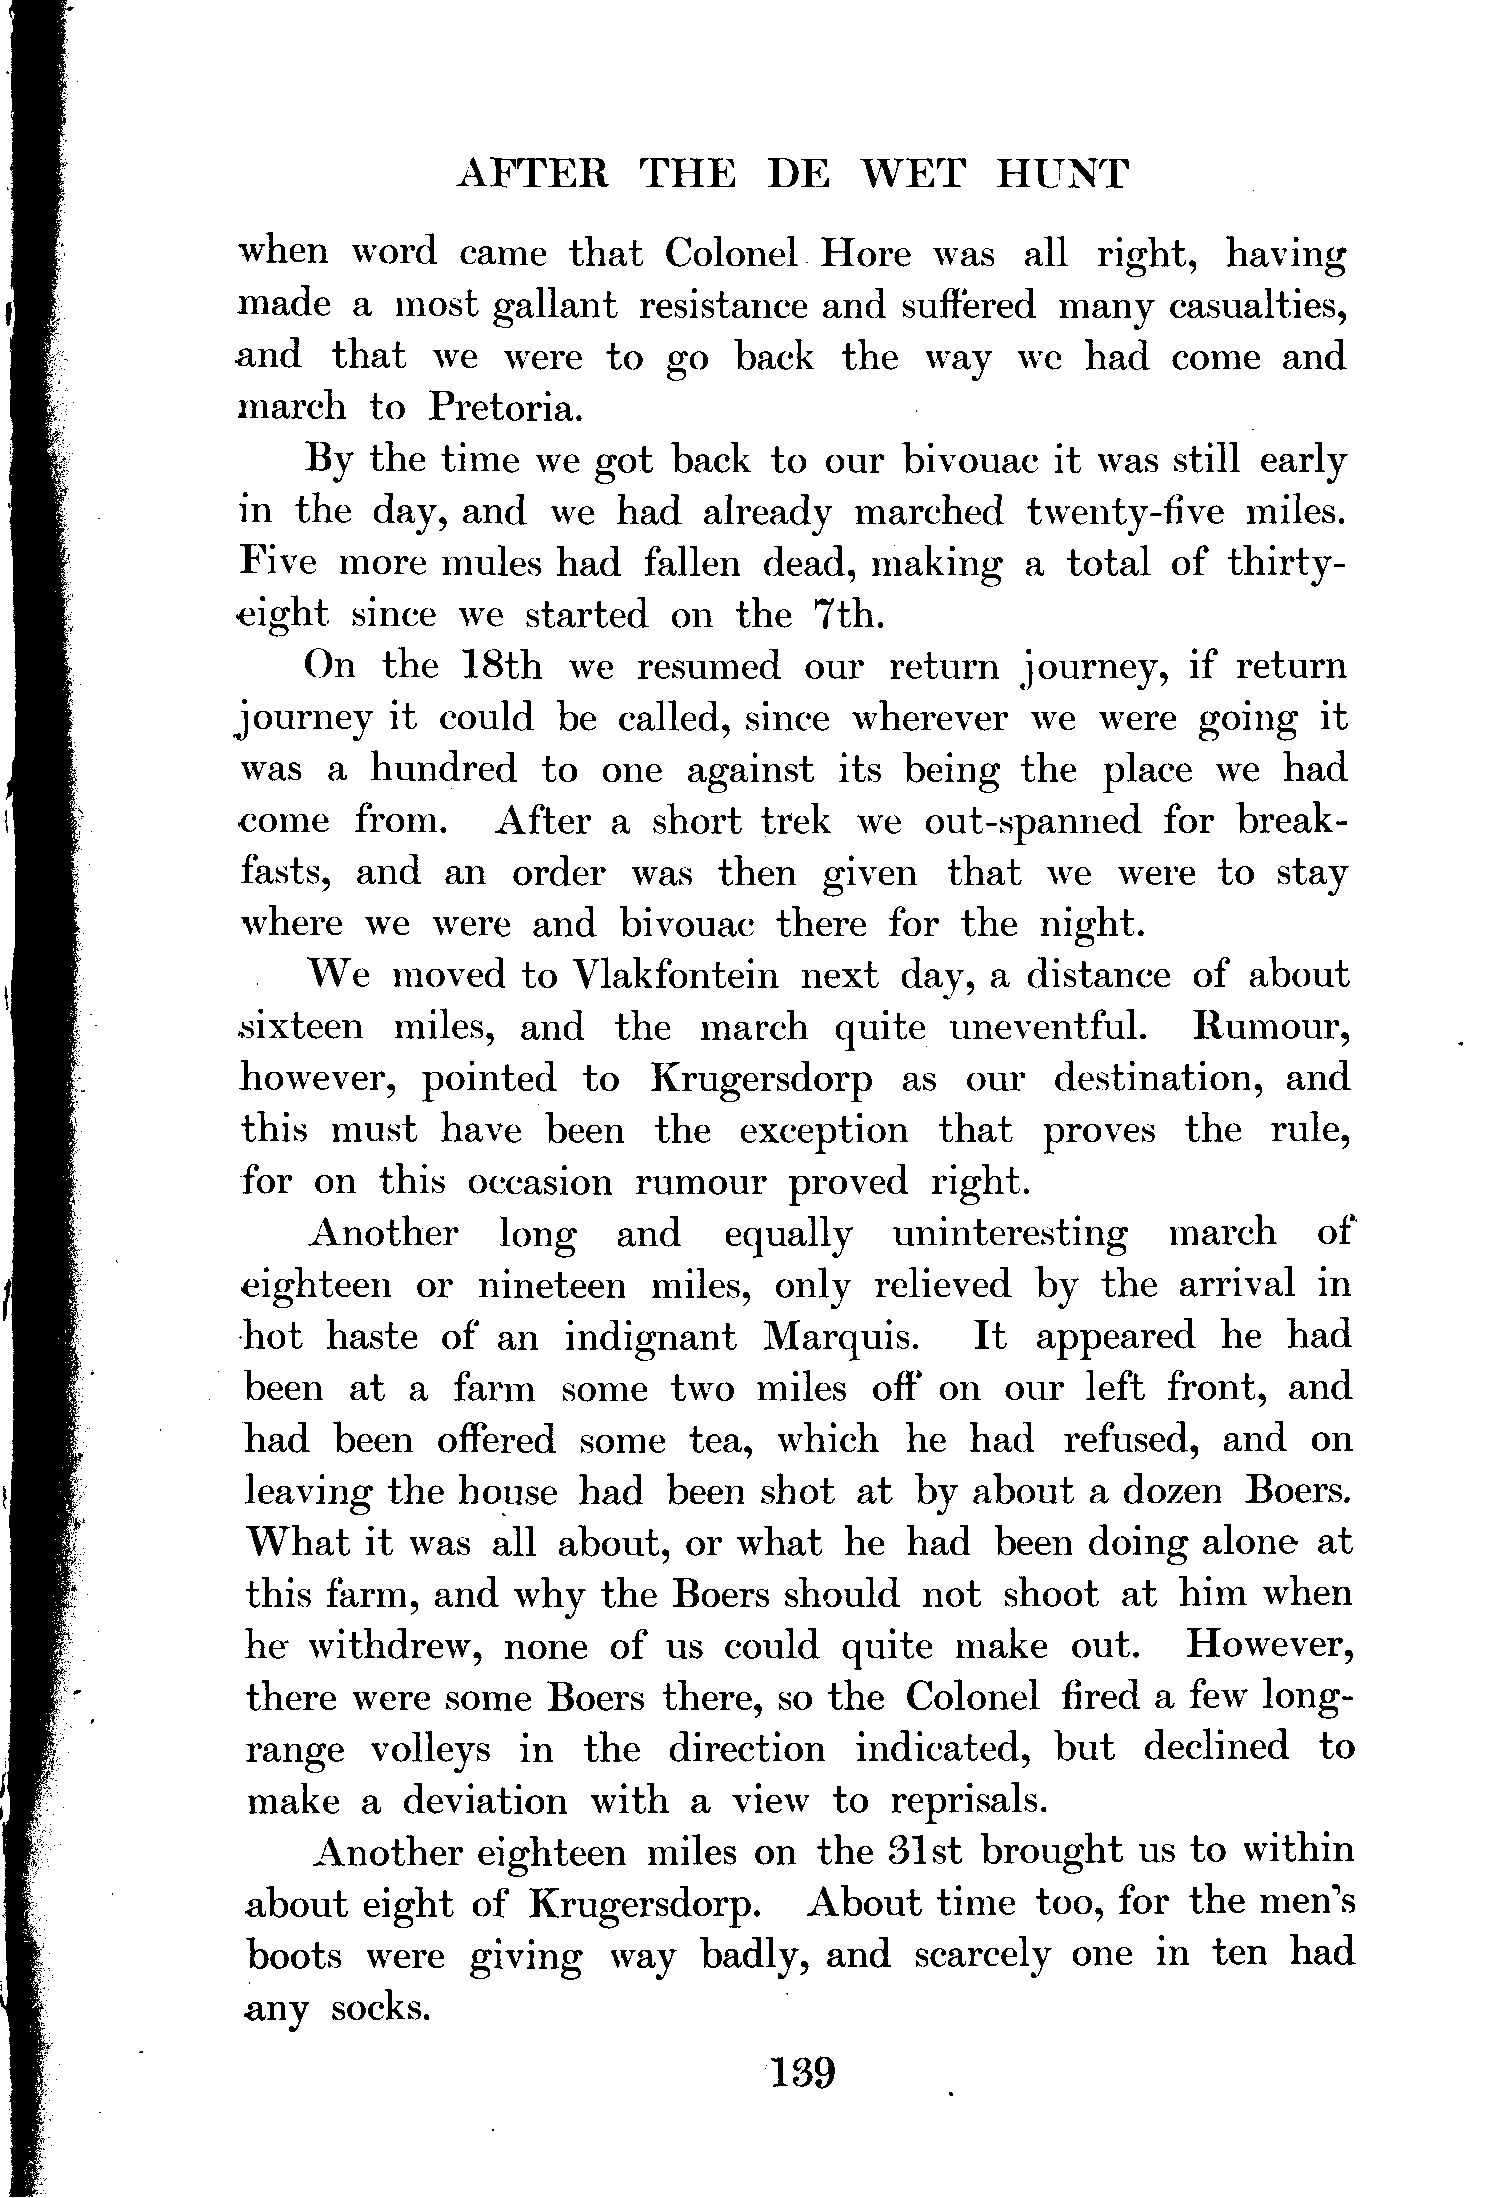 AFTER THE DE WET HUNT
when word came that Colonel Hore was all right, having
made a most gallant resistance and suffered many casualties,
and that we were to go back the way we had come and
march to Pretoria.
By the time we got back to our bivouac it was still early
in the day, and we had already marched twenty-five miles.
Five more mules had fallen dead, making a total of thirty-
eight since we started on the 7th.
On the 18th we resumed our return journey, if return
journey it could be called, since wherever we were going it
was a hundred to one against its being the place we had
come from. After a short trek we out-spanned for break-
fasts, and an order was then given that we were to stay
where we were and bivouac there for the night.
We moved to Vlakfontein next day, a distance of about
sixteen miles, and the march quite uneventful. Rumour,
however, pointed to Krugersdorp as our destination, and
this must have been the exception that proves the rule,
for on this occasion rumour proved right.
Another long and equally uninteresting march of
eighteen or nineteen miles, only relieved by the arrival in
hot haste of an indignant Marquis. It appeared he had
been at a farm some two miles off on our left front, and
had been offered some tea, which he had refused, and on
leaving the house had been shot at by about a dozen Boers.
What it was all about, or what he had been doing alone at
this farm, and why the Boers should not shoot at him when
he withdrew, none of us could quite make out. However,
there were some Boers there, so the Colonel fired a few long-
range volleys in the direction indicated, but declined to
make a deviation with a view to reprisals.
Another eighteen miles on the 31st brought us to within
about eight of Krugersdorp. About time too, for the men's
boots were giving way badly, and scarcely one in ten had
any socks.
139